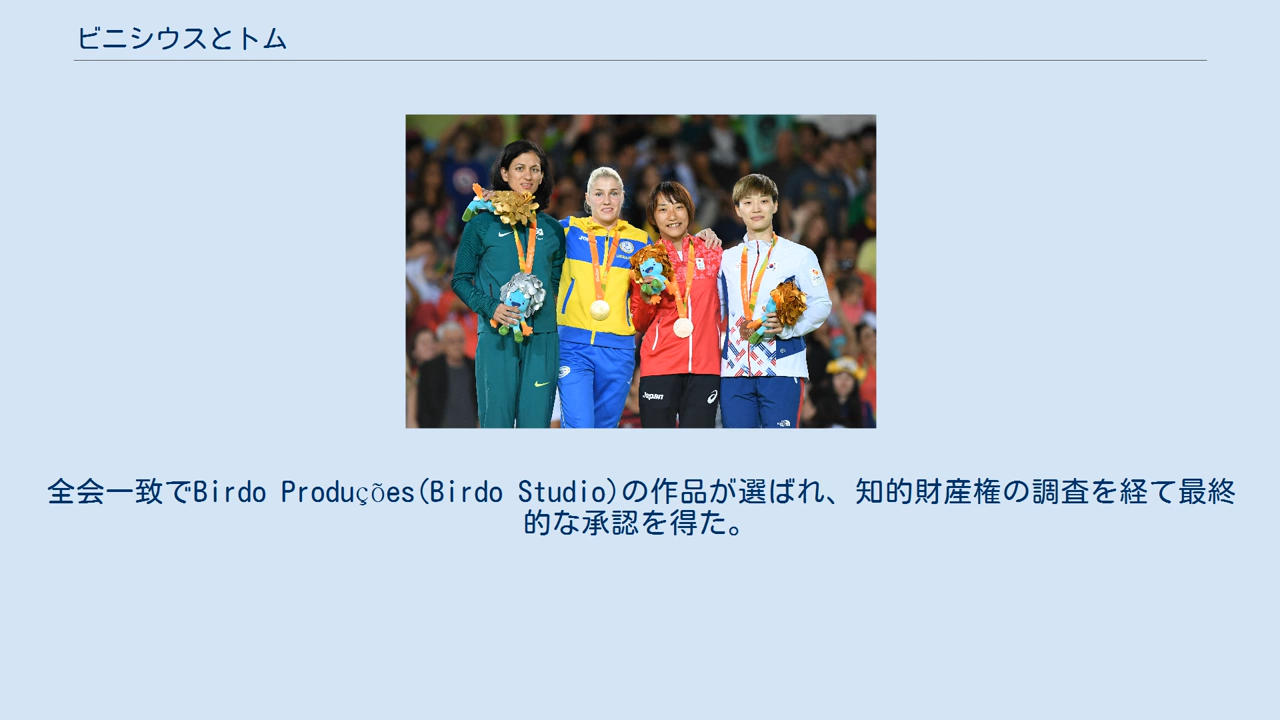 ビニシウスとトム
Japan
全会一致でBirdo Produções(Birdo Studio)の作品が選ばれ、知的財産権の調査を経て最終
的な承認を得た。